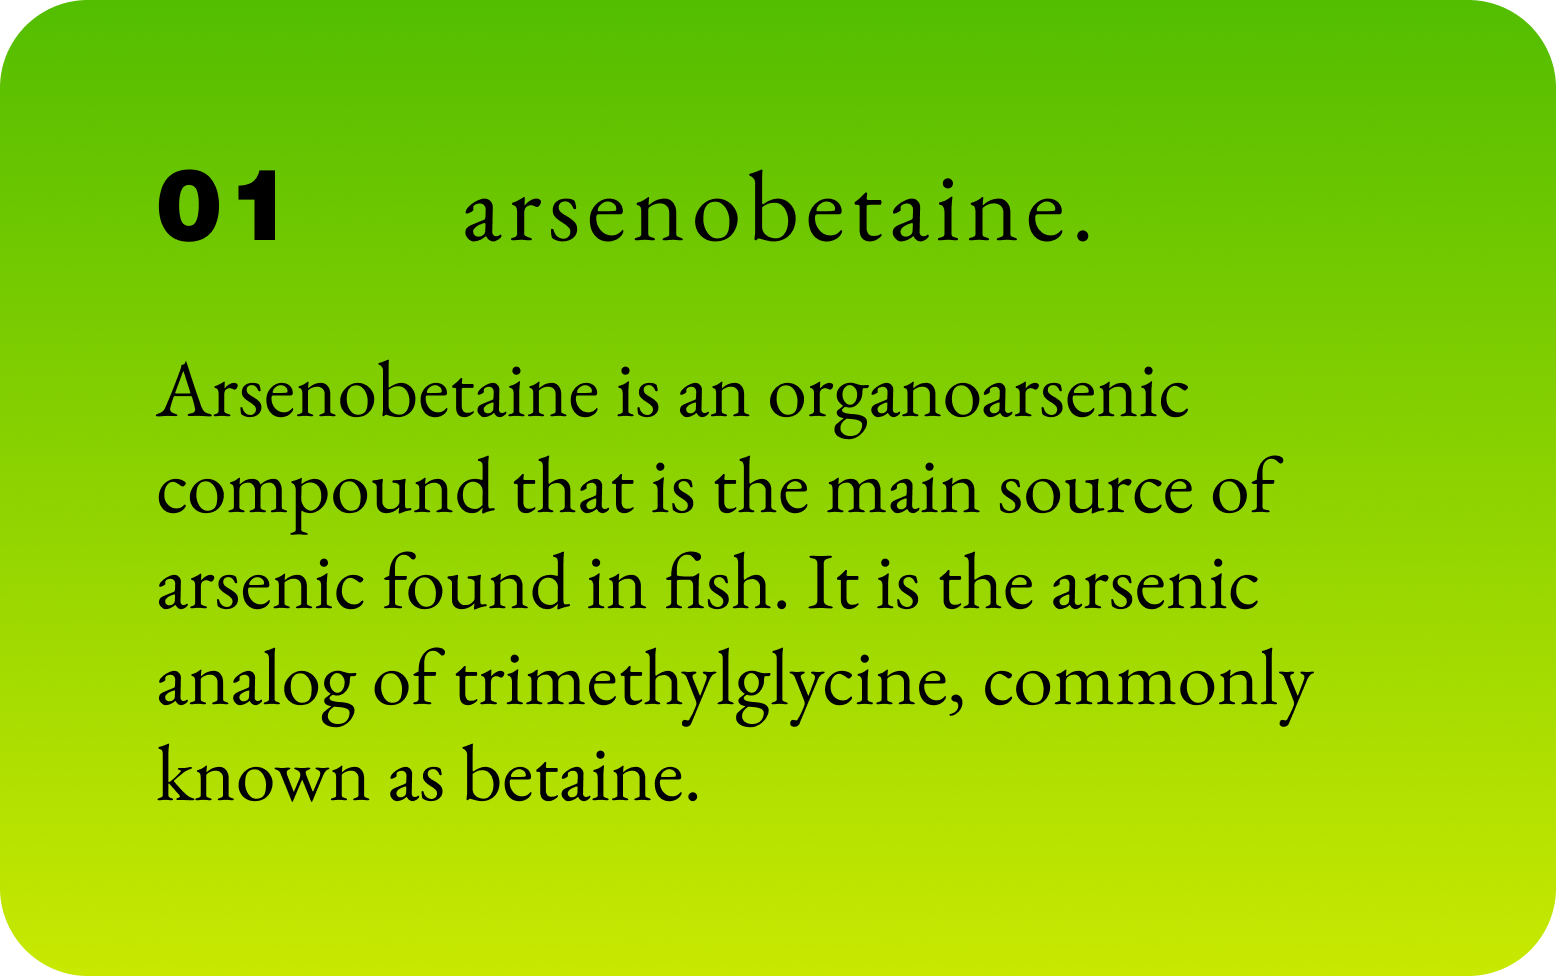 01 arsenobetaine.
Arsenobetaine is an organoarsenic
compound that is the main source of
arsenic found in fish. It is the arsenic
analog of trimethylglycine, commonly
known as betaine.